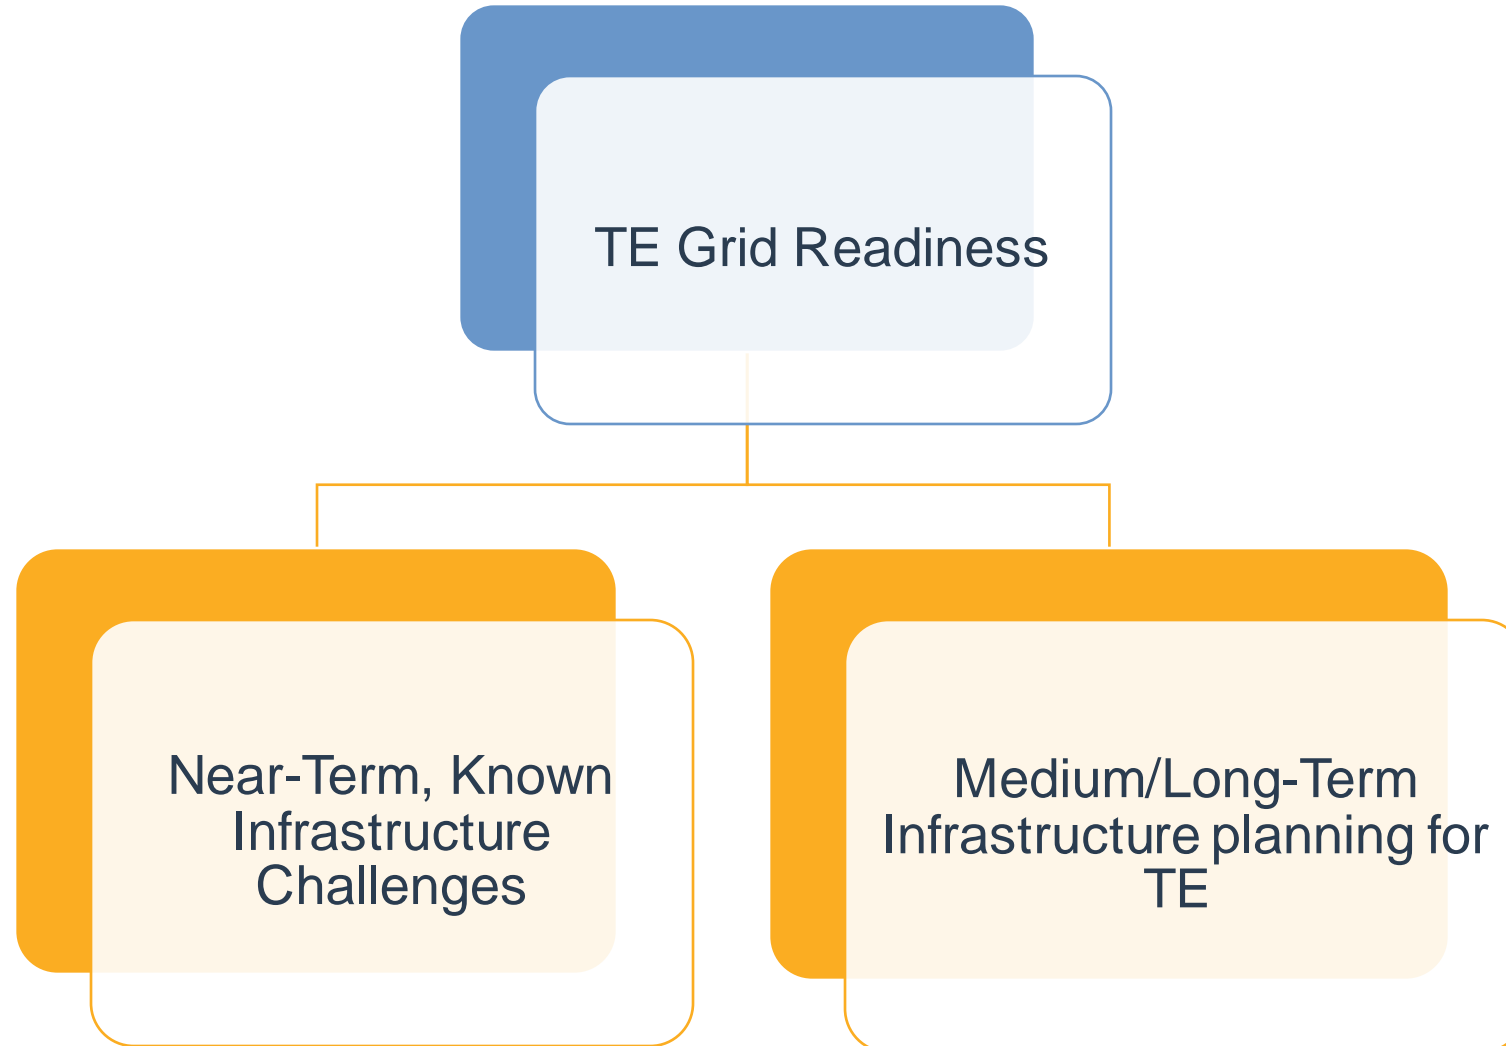 TE Grid Readiness
Near-Term, Known
Infrastructure
Challenges
Medium/Long-Term
Infrastructure planning for
TE